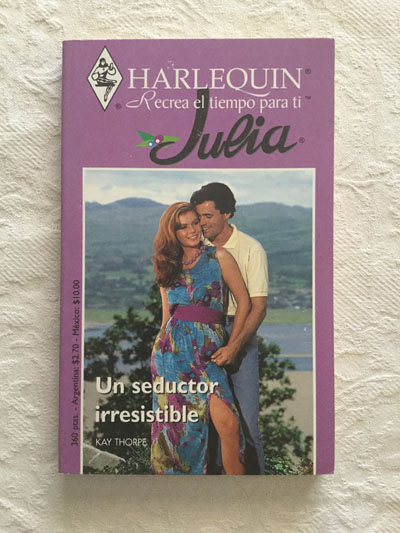 HARLEQUIN®
® Recrea el tiempo para ti™
Julia®
360 ptas. - Argentina: $2.70 - México: $10.00
Un seductor
irresistible
KAY THORPE